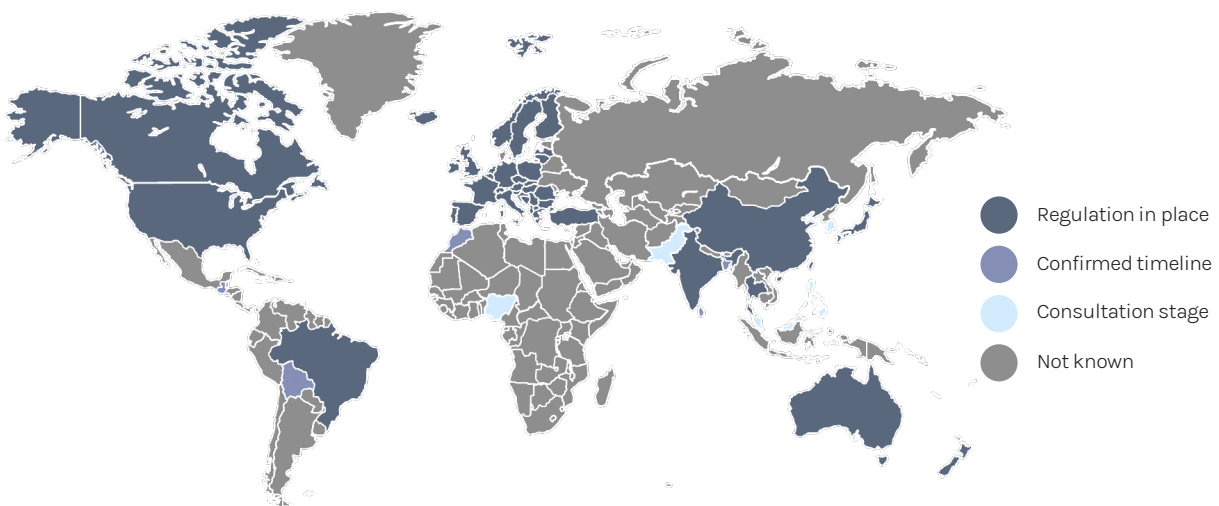 Regulation in place
Confirmed timeline
Consultation stage
Not known